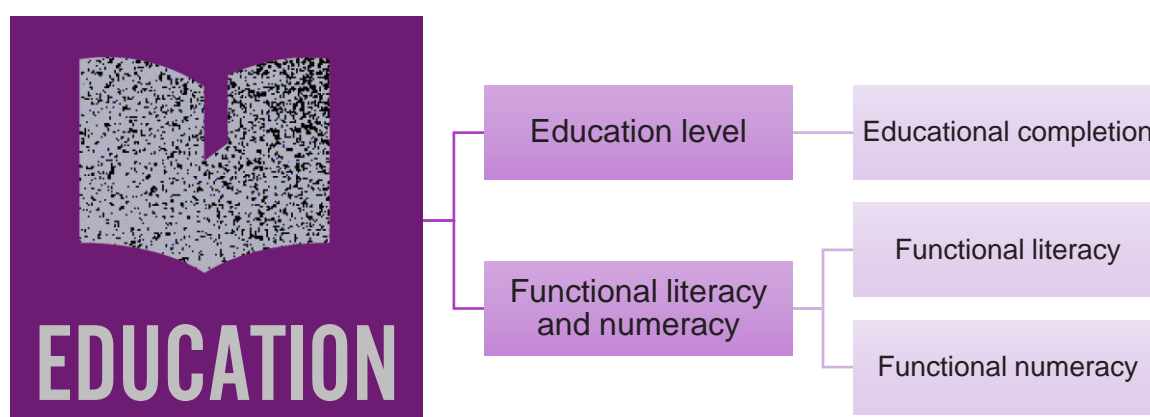 EDUCATION
Education level
Educational completion
Functional literacy
and numeracy
Functional literacy
Functional numeracy